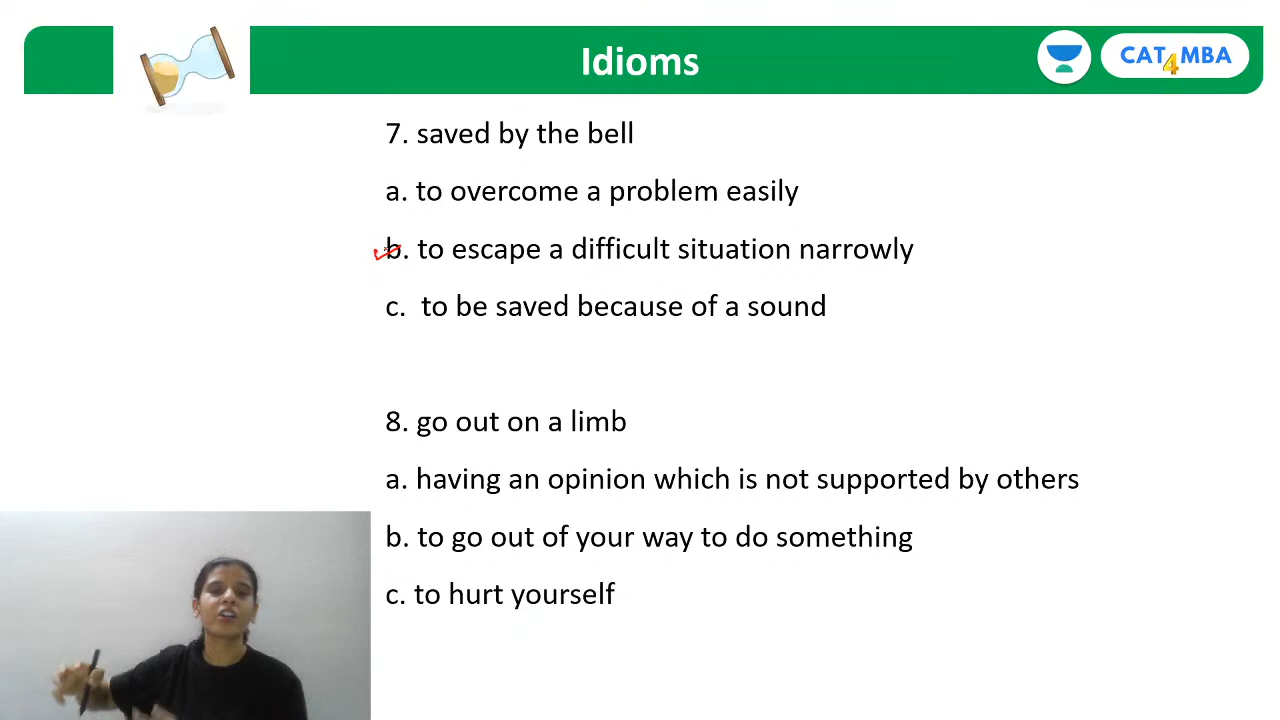 Idioms
CAT4MBA
7. saved by the bell
a. to overcome a problem easily
b. to escape a difficult situation narrowly
c. to be saved because of a sound
8. go out on a limb
a. having an opinion which is not supported by others
b. to go out of your way to do something
c. to hurt yourself